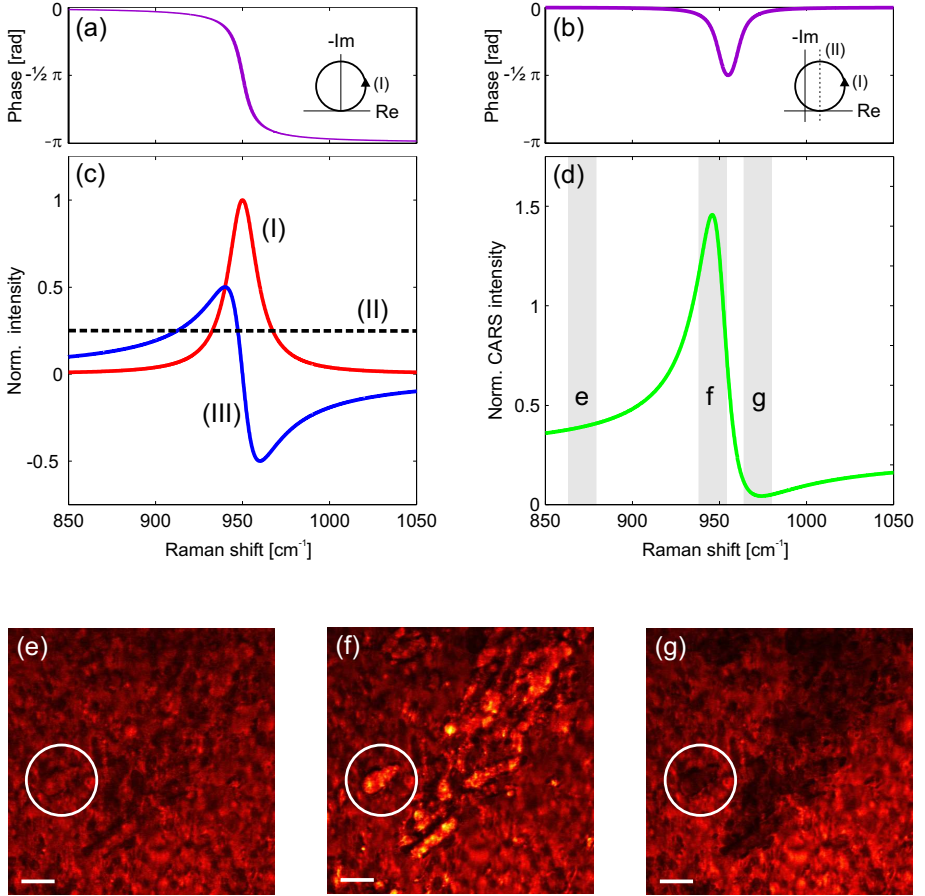 (a)
Phase [rad]
0
-½ π
-π
-Im
(I)
Re
(b)
Phase [rad]
0
-½ π
-π
-Im
(II)
(I)
Re
(c)
Norm. intensity
1
0.5
0
-0.5
(I)
(II)
(III)
850
900
950
1000
1050
Raman shift [cm⁻¹]
(d)
Norm. CARS intensity
1.5
1
0.5
0
e
f
g
850
900
950
1000
1050
Raman shift [cm⁻¹]
(e)
(f)
(g)